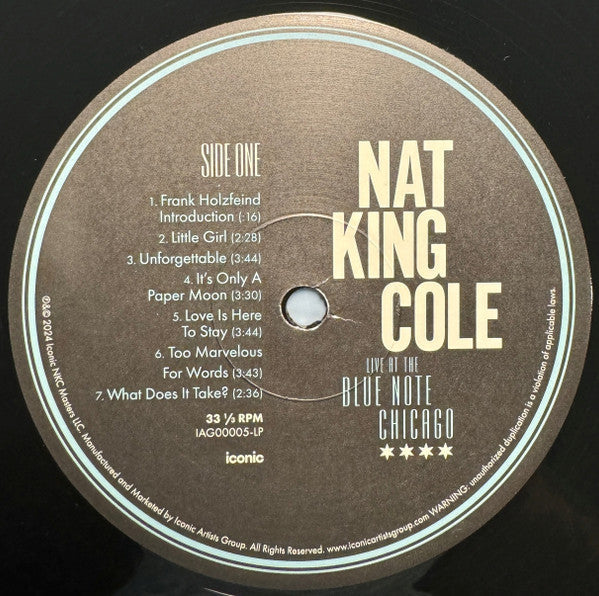 SIDE ONE
1. Frank Holzfeind
Introduction (:16)
2. Little Girl (2:28)
3. Unforgettable (3:44)
4. It's Only A
Paper Moon (3:30)
5. Love Is Here
To Stay (3:44)
6. Too Marvelous
For Words (3:43)
7. What Does It Take? (2:36)
33 ⅓ RPM
IAG00005-LP
iconic
NAT
KING
COLE
LIVE AT THE
BLUE NOTE
CHICAGO
℗&© 2024 Iconic NKC Masters LLC. Manufactured and Marketed by Iconic Artists Group. All Rights Reserved. www.iconicartistsgroup.com WARNING: unauthorized duplication is a violation of applicable laws.